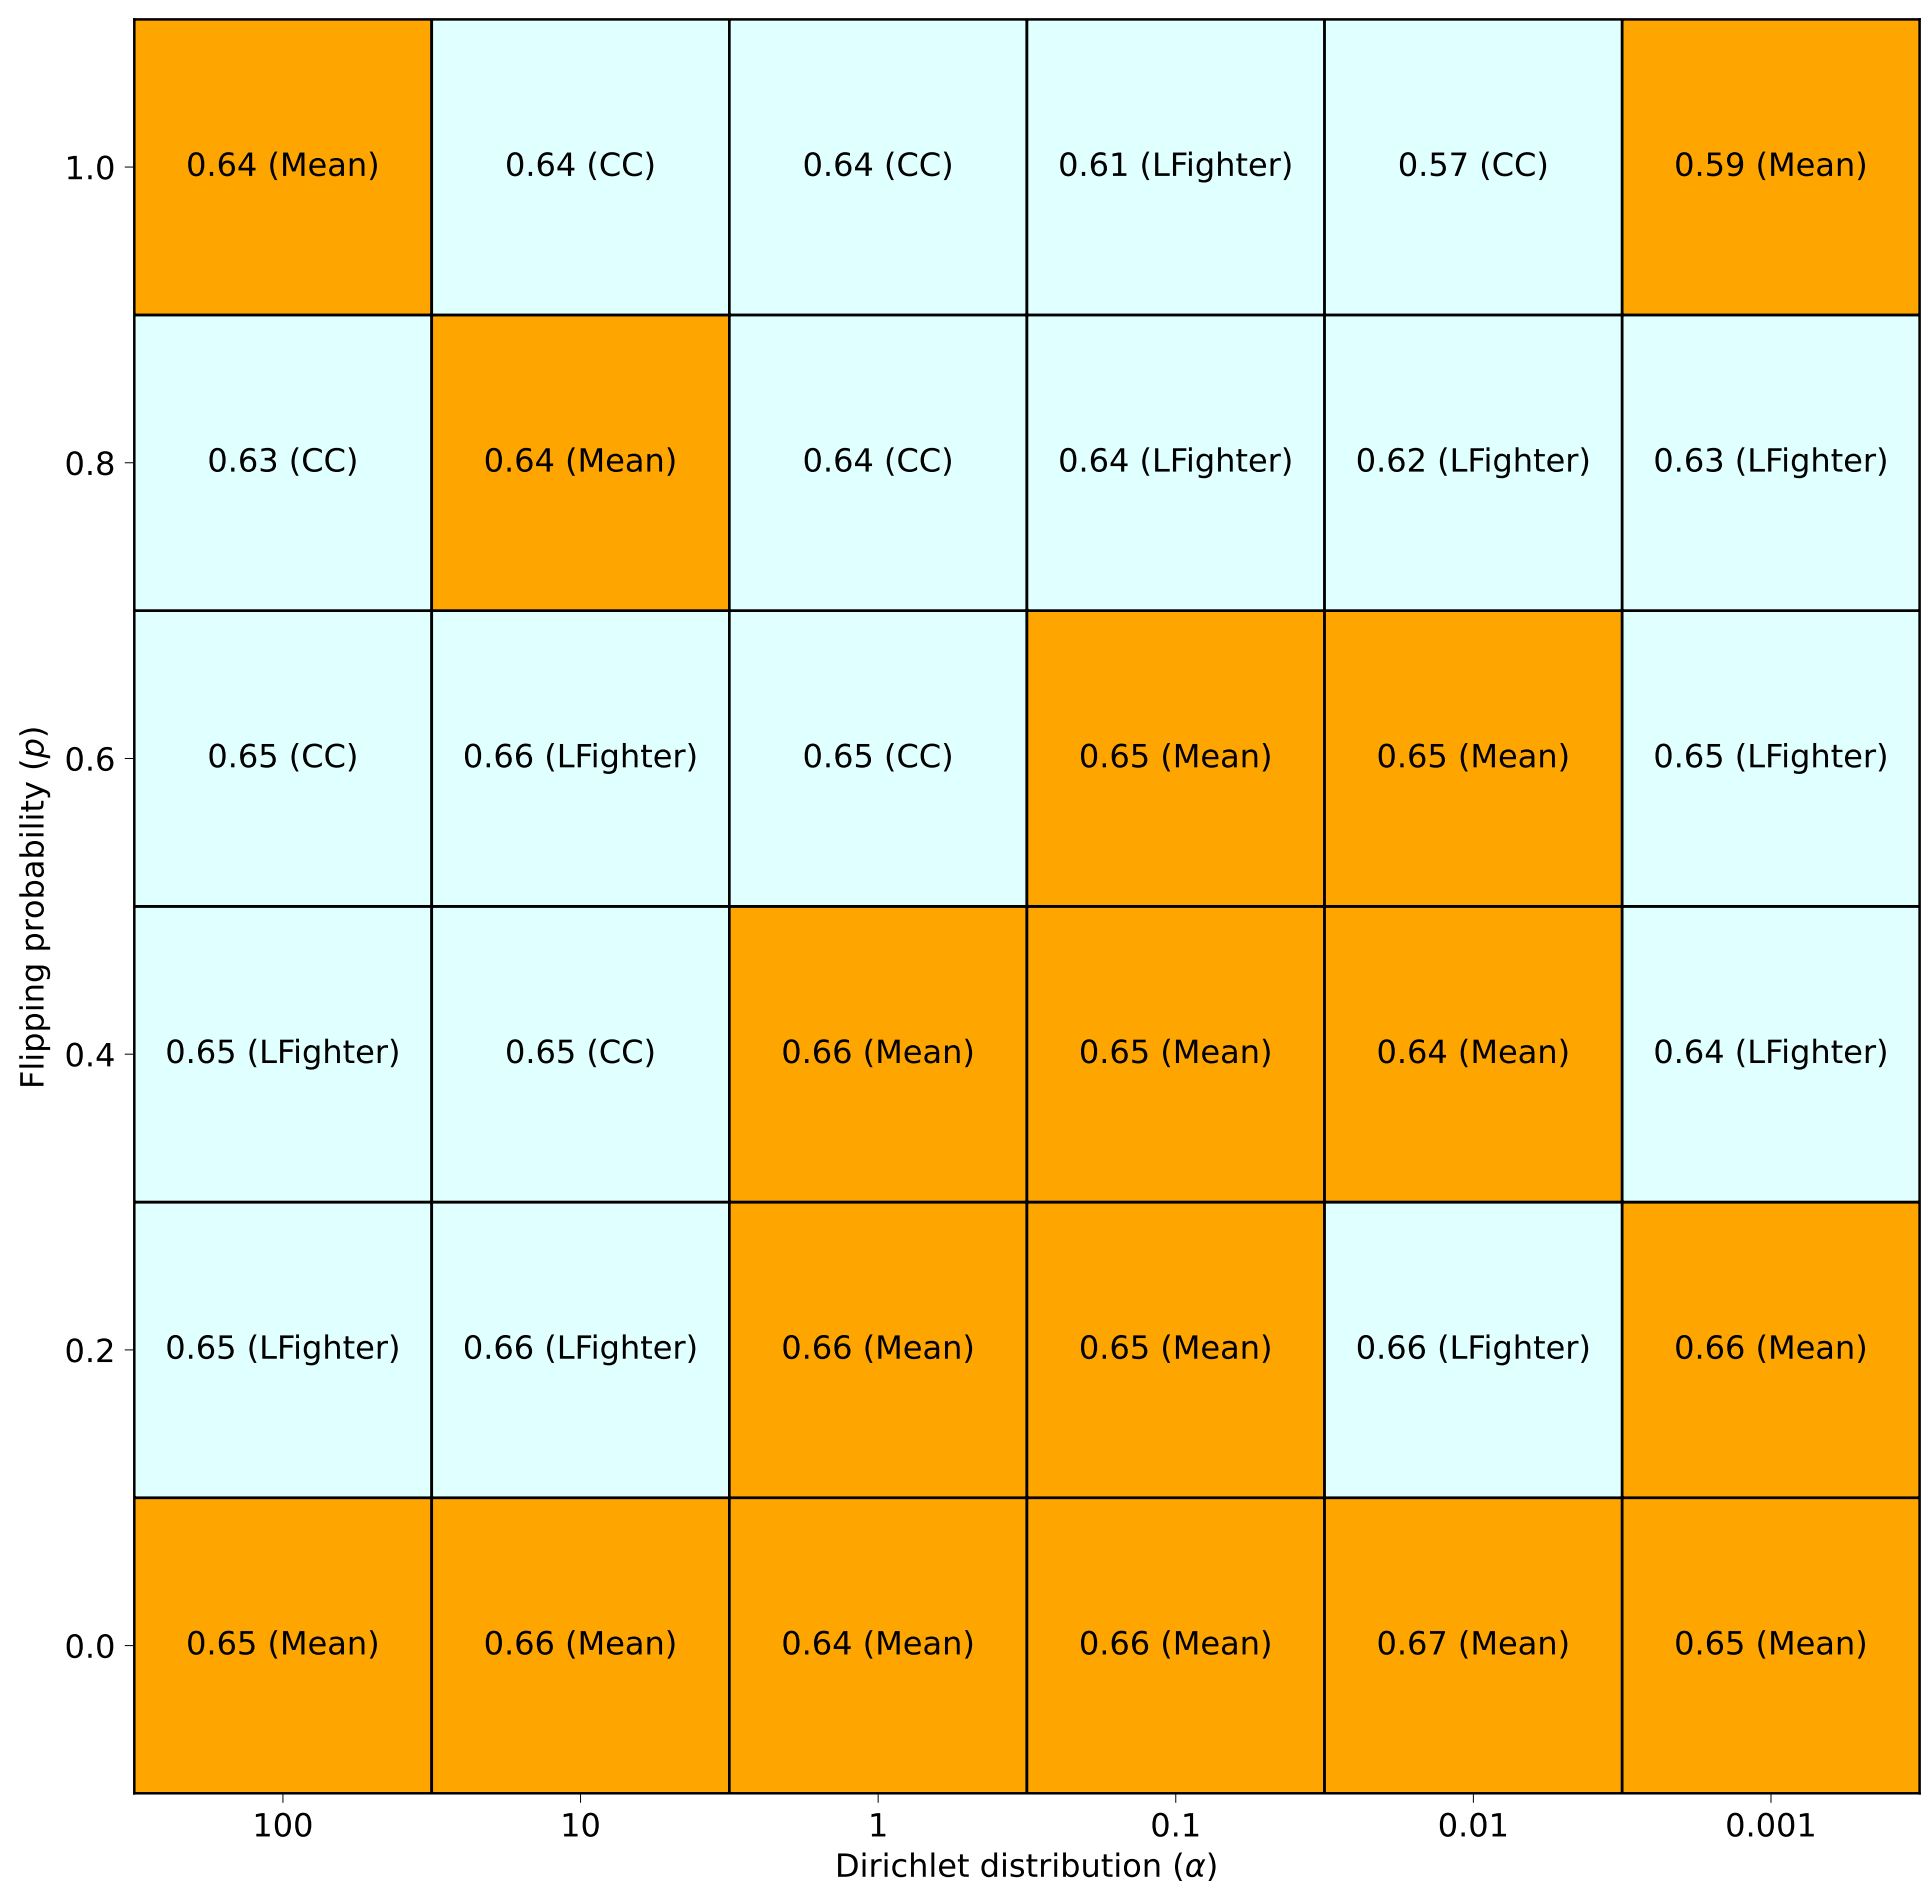 1.0 0.64 (Mean) 0.64 (CC) 0.64 (CC) 0.61 (LFighter) 0.57 (CC) 0.59 (Mean)
0.8 0.63 (CC) 0.64 (Mean) 0.64 (CC) 0.64 (LFighter) 0.62 (LFighter) 0.63 (LFighter)
0.6 0.65 (CC) 0.66 (LFighter) 0.65 (CC) 0.65 (Mean) 0.65 (Mean) 0.65 (LFighter)
0.4 0.65 (LFighter) 0.65 (CC) 0.66 (Mean) 0.65 (Mean) 0.64 (Mean) 0.64 (LFighter)
0.2 0.65 (LFighter) 0.66 (LFighter) 0.66 (Mean) 0.65 (Mean) 0.66 (LFighter) 0.66 (Mean)
0.0 0.65 (Mean) 0.66 (Mean) 0.64 (Mean) 0.66 (Mean) 0.67 (Mean) 0.65 (Mean)
100 10 1 0.1 0.01 0.001
Dirichlet distribution (α)
Flipping probability (p)